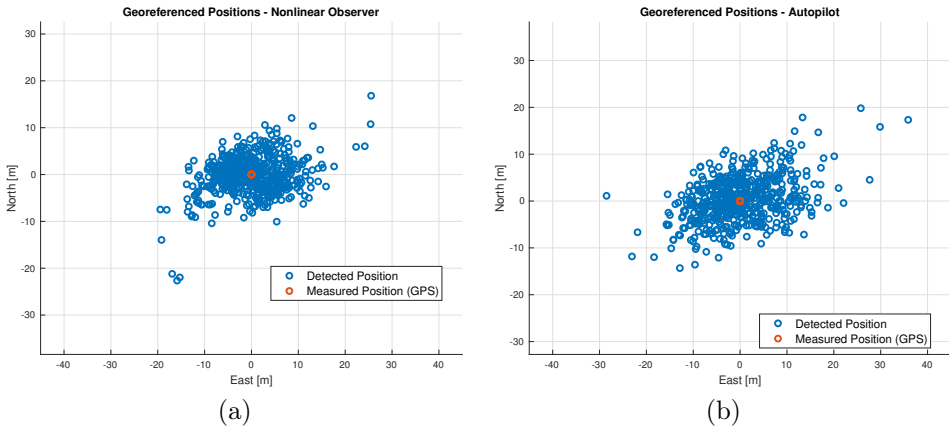 Georeferenced Positions - Nonlinear Observer
30
20
10
0
-10
-20
-30
North [m]
-40
-30
-20
-10
0
10
20
30
40
East [m]
Detected Position
Measured Position (GPS)
(a)
Georeferenced Positions - Autopilot
30
20
10
0
-10
-20
-30
North [m]
-40
-30
-20
-10
0
10
20
30
40
East [m]
Detected Position
Measured Position (GPS)
(b)